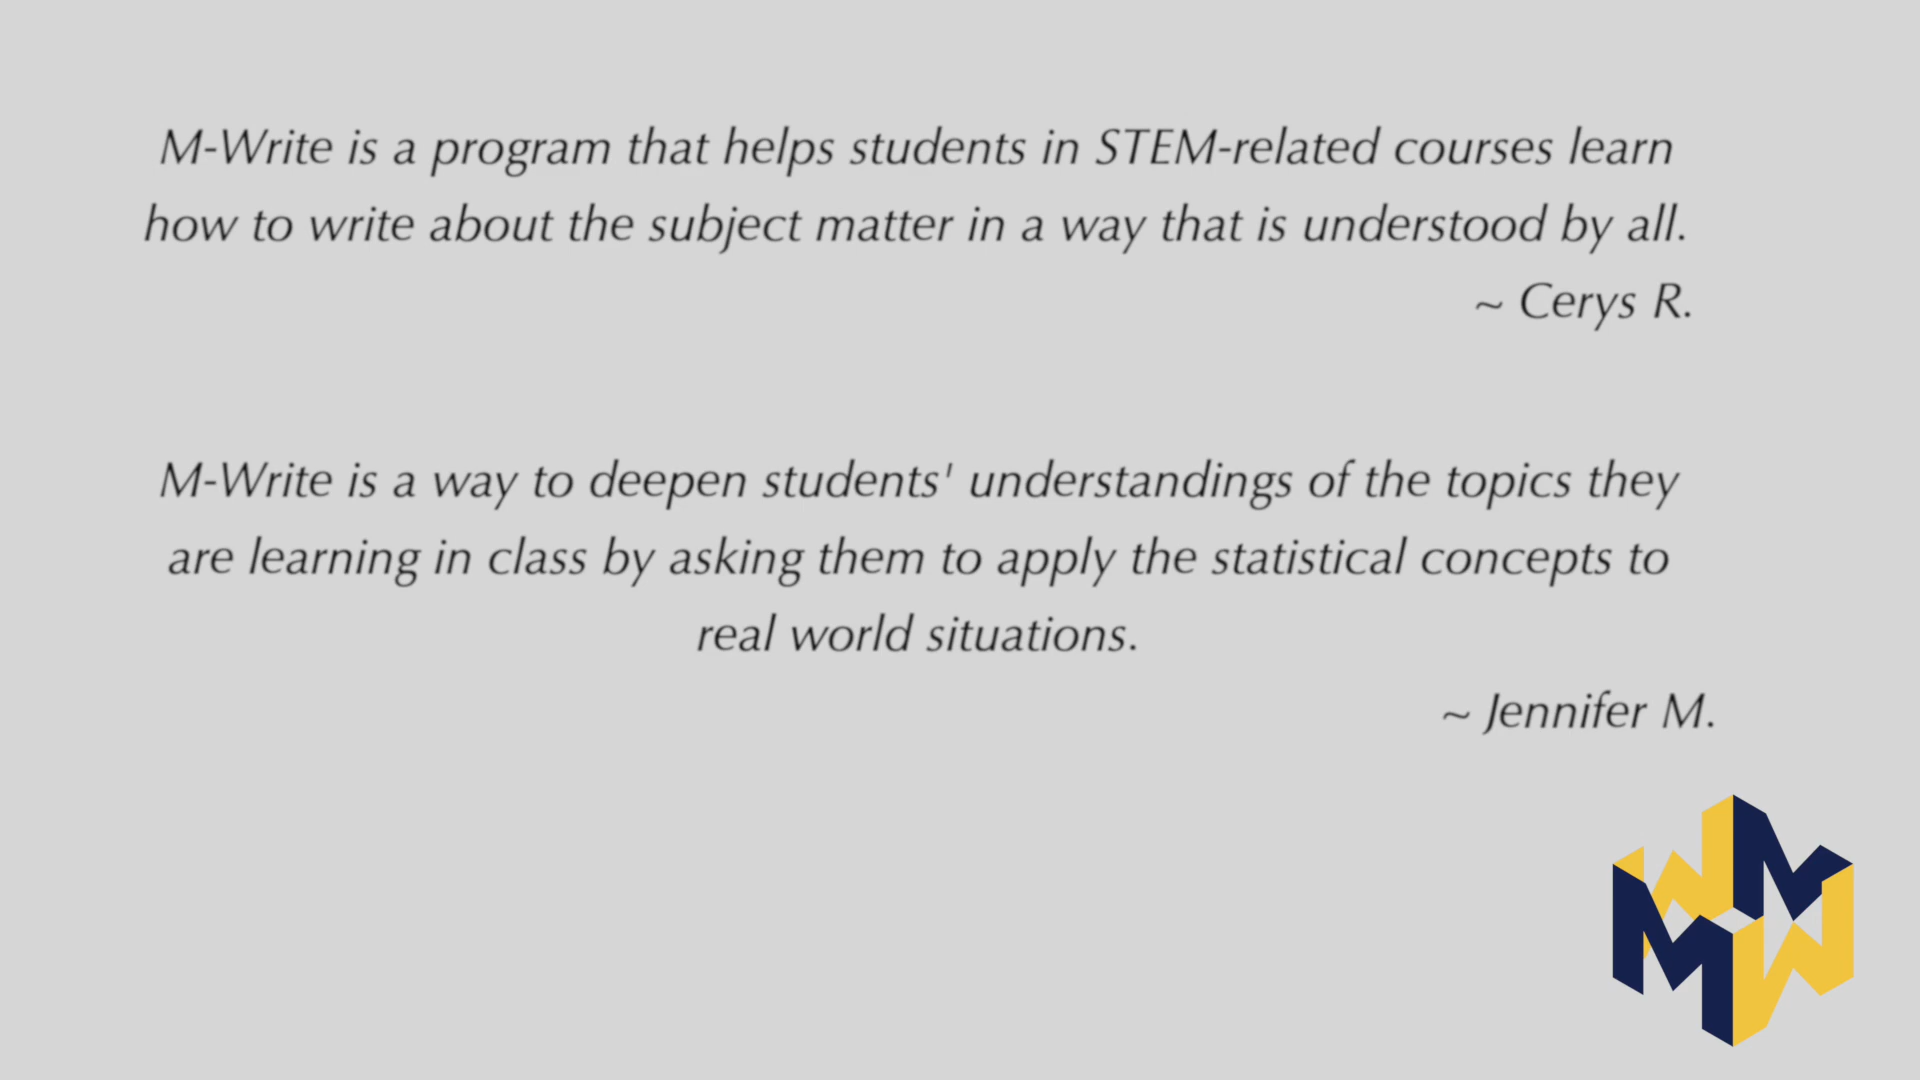 M-Write is a program that helps students in STEM-related courses learn
how to write about the subject matter in a way that is understood by all.
~ Cerys R.
M-Write is a way to deepen students' understandings of the topics they
are learning in class by asking them to apply the statistical concepts to
real world situations.
~ Jennifer M.